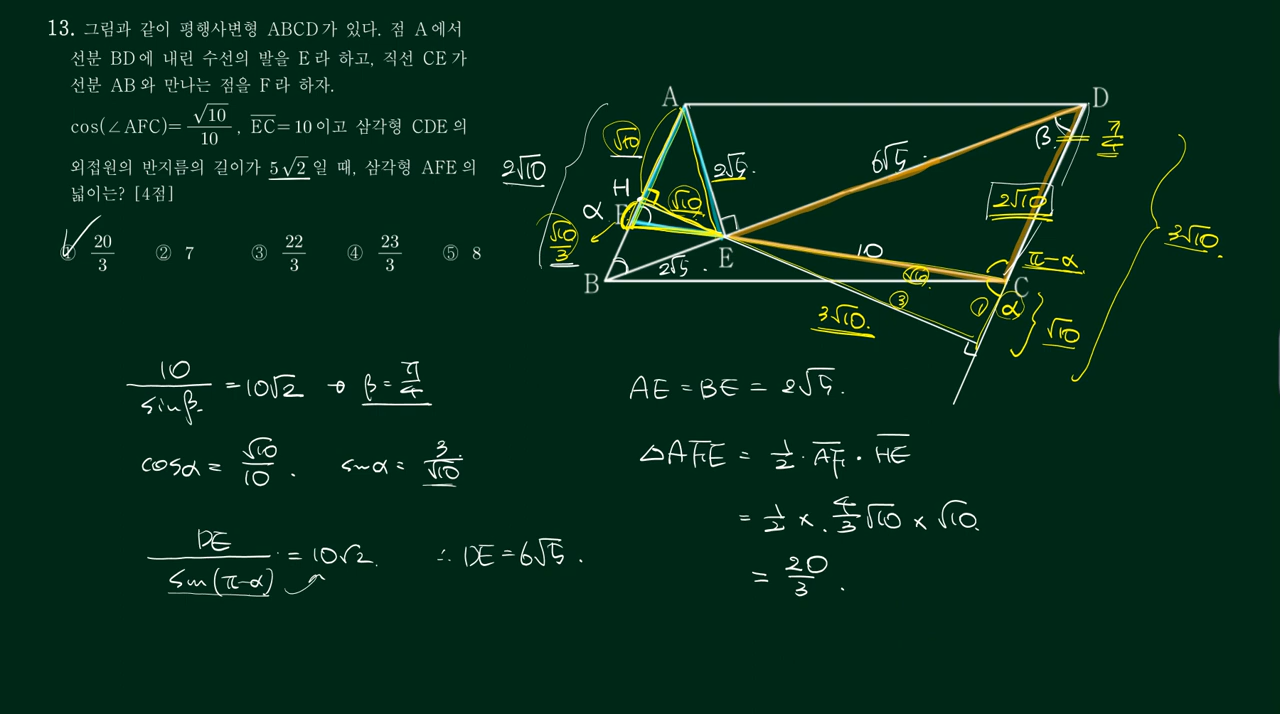 13. 그림과 같이 평행사변형 ABCD가 있다. 점 A에서
선분 BD에 내린 수선의 발을 E라 하고, 직선 CE가
선분 AB와 만나는 점을 F라 하자.
cos(∠AFC)=√10/10, EC=10이고 삼각형 CDE의
외접원의 반지름의 길이가 5√2일 때, 삼각형 AFE의
넓이는? [4점]
① 20/3 ② 7 ③ 22/3 ④ 23/3 ⑤ 8
A
D
β
π/4
√10
2√10
2√5
6√5
H
√10
α
F
2√10
3√10
√10/3
E
10
B
2√5
√10
π-α
C
3√10
③
①
α
√10
10/sinβ = 10√2 → β = π/4
cosα = √10/10. sinα = 3/√10
DE/sin(π-α) = 10√2. ∴ DE = 6√5.
AE = BE = 2√5.
△AFE = 1/2 · AF · HE
= 1/2 × 4/3√10 × √10.
= 20/3.